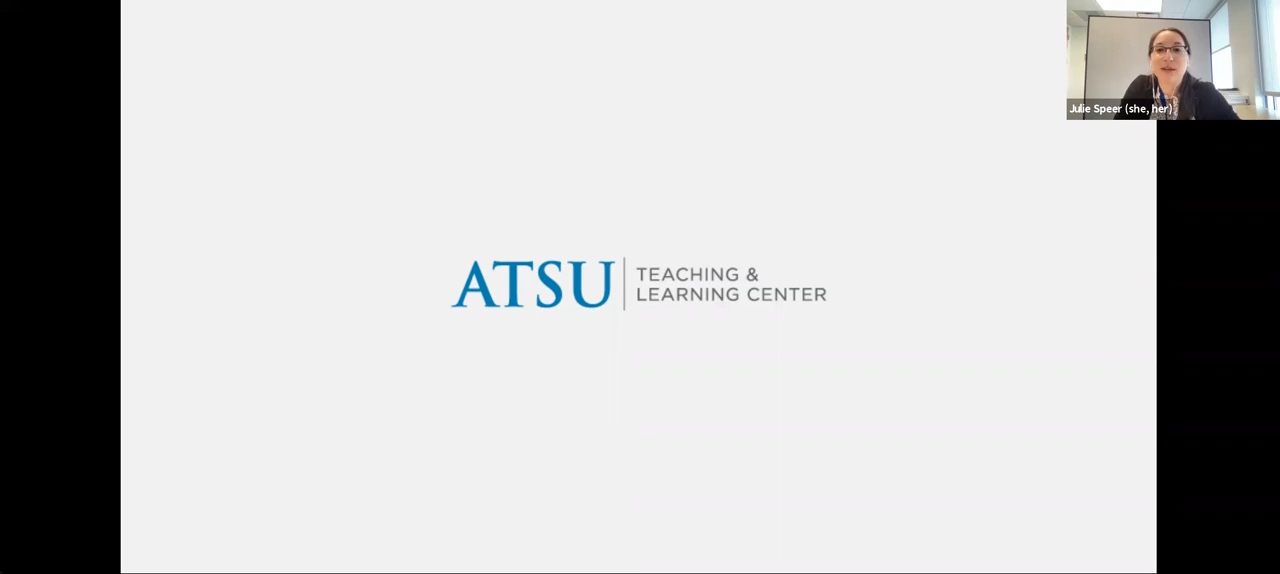 Julie Speer (she, her)
ATSU
TEACHING &
LEARNING CENTER